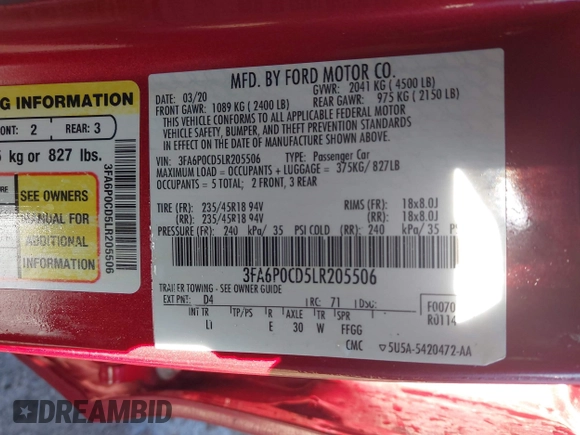 G INFORMATION
ONT: 2 REAR: 3
kg or 827 lbs.
SEE OWNERS
MANUAL FOR
ADDITIONAL
INFORMATION
3FA6P0CD5LR205506
MFD. BY FORD MOTOR CO.
DATE: 03/20 GVWR: 2041 KG ( 4500 LB)
FRONT GAWR: 1089 KG ( 2400 LB) REAR GAWR: 975 KG ( 2150 LB)
THIS VEHICLE CONFORMS TO ALL APPLICABLE FEDERAL MOTOR
VEHICLE SAFETY, BUMPER, AND THEFT PREVENTION STANDARDS
IN EFFECT ON THE DATE OF MANUFACTURE SHOWN ABOVE.
VIN: 3FA6P0CD5LR205506 TYPE: Passenger Car
MAXIMUM LOAD = OCCUPANTS + LUGGAGE = 375KG/827LB
OCCUPANTS = 5 TOTAL; 2 FRONT, 3 REAR
TIRE (FR): 235/45R18 94V RIMS (FR): 18x8.0J
(RR): 235/45R18 94V (RR): 18x8.0J
PRESSURE (FR): 240 kPa/ 35 PSI COLD (RR): 240 kPa/ 35
3FA6P0CD5LR205506
TRAILER TOWING - SEE OWNER GUIDE
EXT PNT: D4 RC: 71 DSO:
F0070
R0114
INT TR TP/PS R AXLE TR SPR
LI E 30 W FFGG
CMC ▽5U5A-5420472-AA
DREAMBID